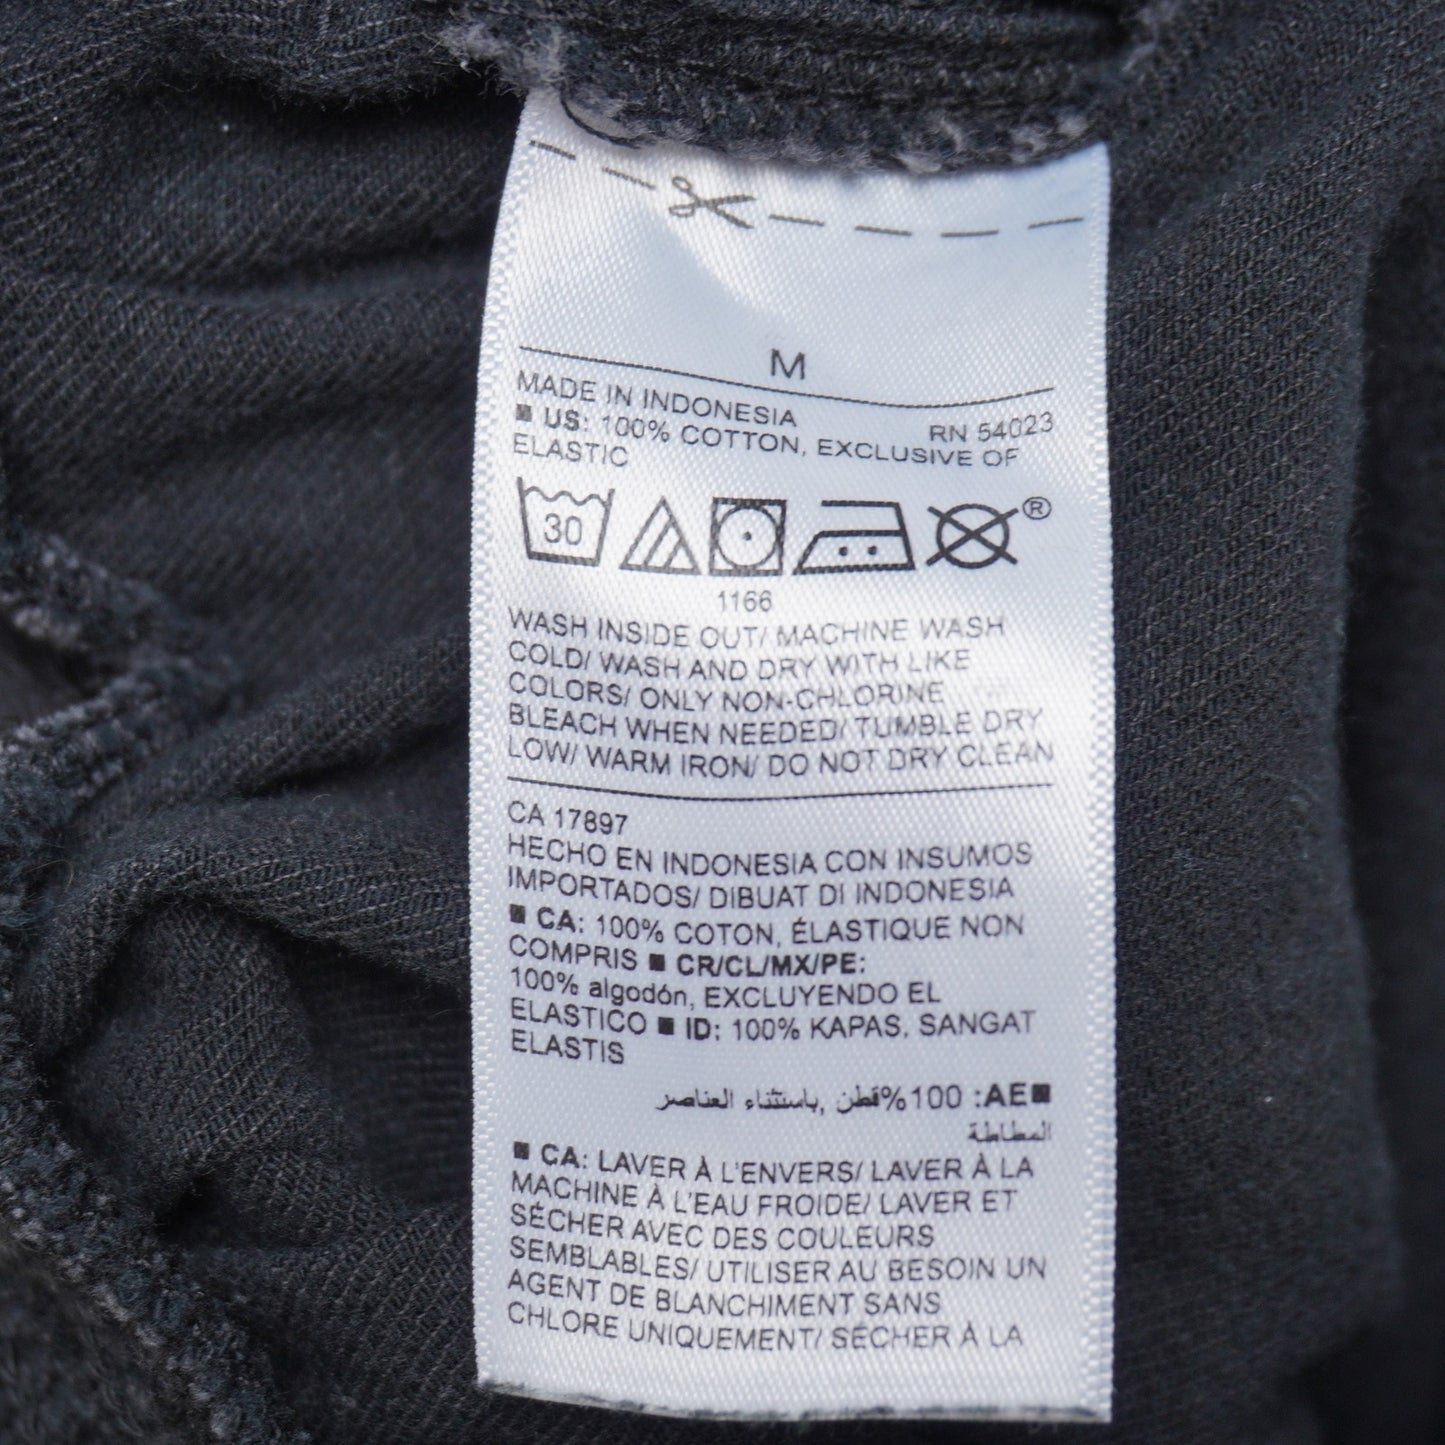 M
MADE IN INDONESIA
RN 54023
■ US: 100% COTTON, EXCLUSIVE OF
ELASTIC
30
®
1166
WASH INSIDE OUT/ MACHINE WASH
COLD/ WASH AND DRY WITH LIKE
COLORS/ ONLY NON-CHLORINE
BLEACH WHEN NEEDED/ TUMBLE DRY
LOW/ WARM IRON/ DO NOT DRY CLEAN
CA 17897
HECHO EN INDONESIA CON INSUMOS
IMPORTADOS/ DIBUAT DI INDONESIA
■ CA: 100% COTON, ÉLASTIQUE NON
COMPRIS ■ CR/CL/MX/PE:
100% algodón, EXCLUYENDO EL
ELASTICO ■ ID: 100% KAPAS, SANGAT
ELASTIS
■AE: 100%قطن ,باستثناء العناصر
المطاطة
■ CA: LAVER À L'ENVERS/ LAVER À LA
MACHINE À L'EAU FROIDE/ LAVER ET
SÉCHER AVEC DES COULEURS
SEMBLABLES/ UTILISER AU BESOIN UN
AGENT DE BLANCHIMENT SANS
CHLORE UNIQUEMENT/ SÉCHER À LA